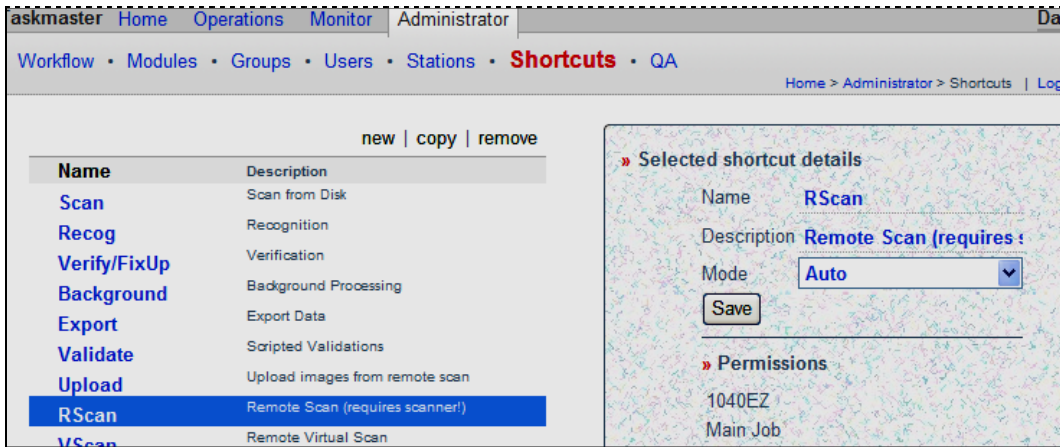 askmaster Home Operations Monitor Administrator Da
Workflow • Modules • Groups • Users • Stations • Shortcuts • QA
Home > Administrator > Shortcuts | Log
new | copy | remove
Name Description
Scan Scan from Disk
Recog Recognition
Verify/FixUp Verification
Background Background Processing
Export Export Data
Validate Scripted Validations
Upload Upload images from remote scan
RScan Remote Scan (requires scanner!)
VScan Remote Virtual Scan
» Selected shortcut details
Name RScan
Description Remote Scan (requires s
Mode Auto
Save
» Permissions
1040EZ
Main Job